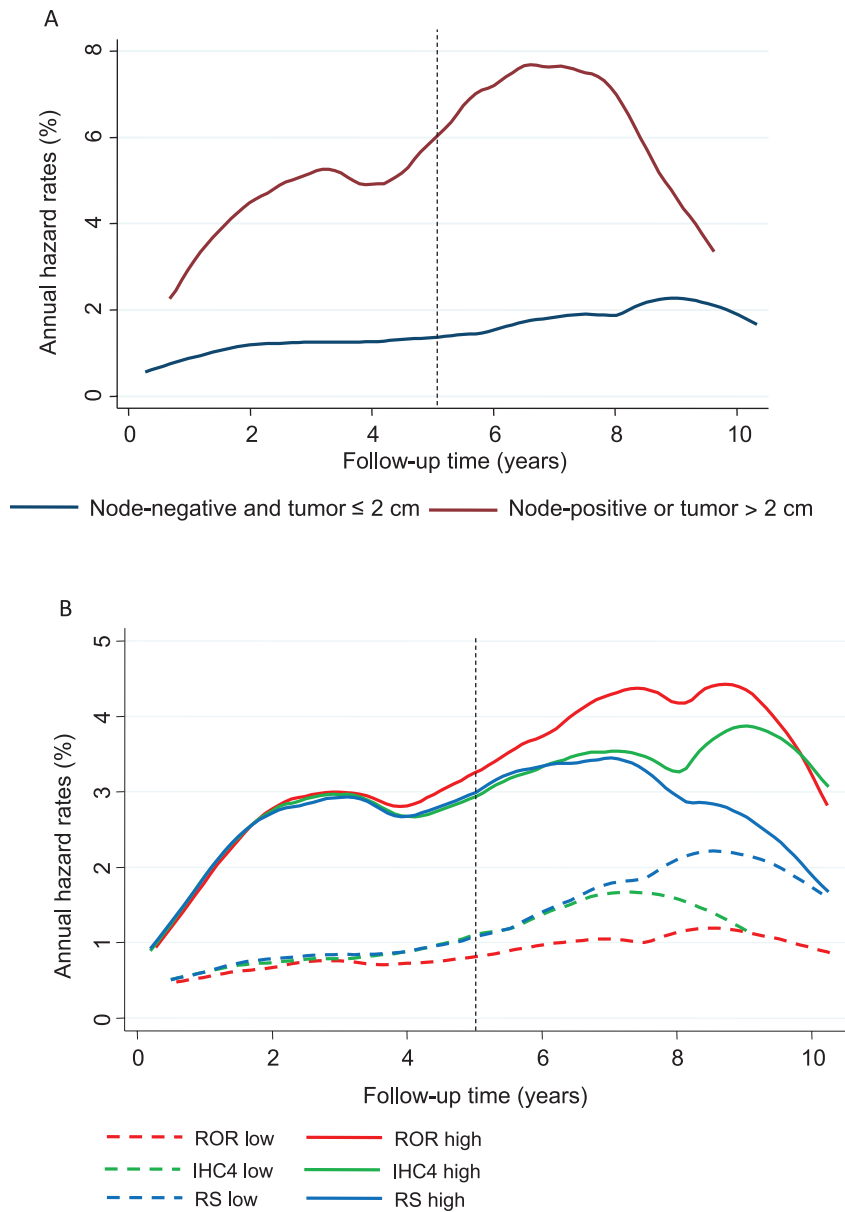 A
Annual hazard rates (%)
8
6
4
2
0
0 2 4 6 8 10
Follow-up time (years)
Node-negative and tumor ≤ 2 cm Node-positive or tumor > 2 cm
B
Annual hazard rates (%)
5
4
3
2
1
0
0 2 4 6 8 10
Follow-up time (years)
ROR low ROR high
IHC4 low IHC4 high
RS low RS high